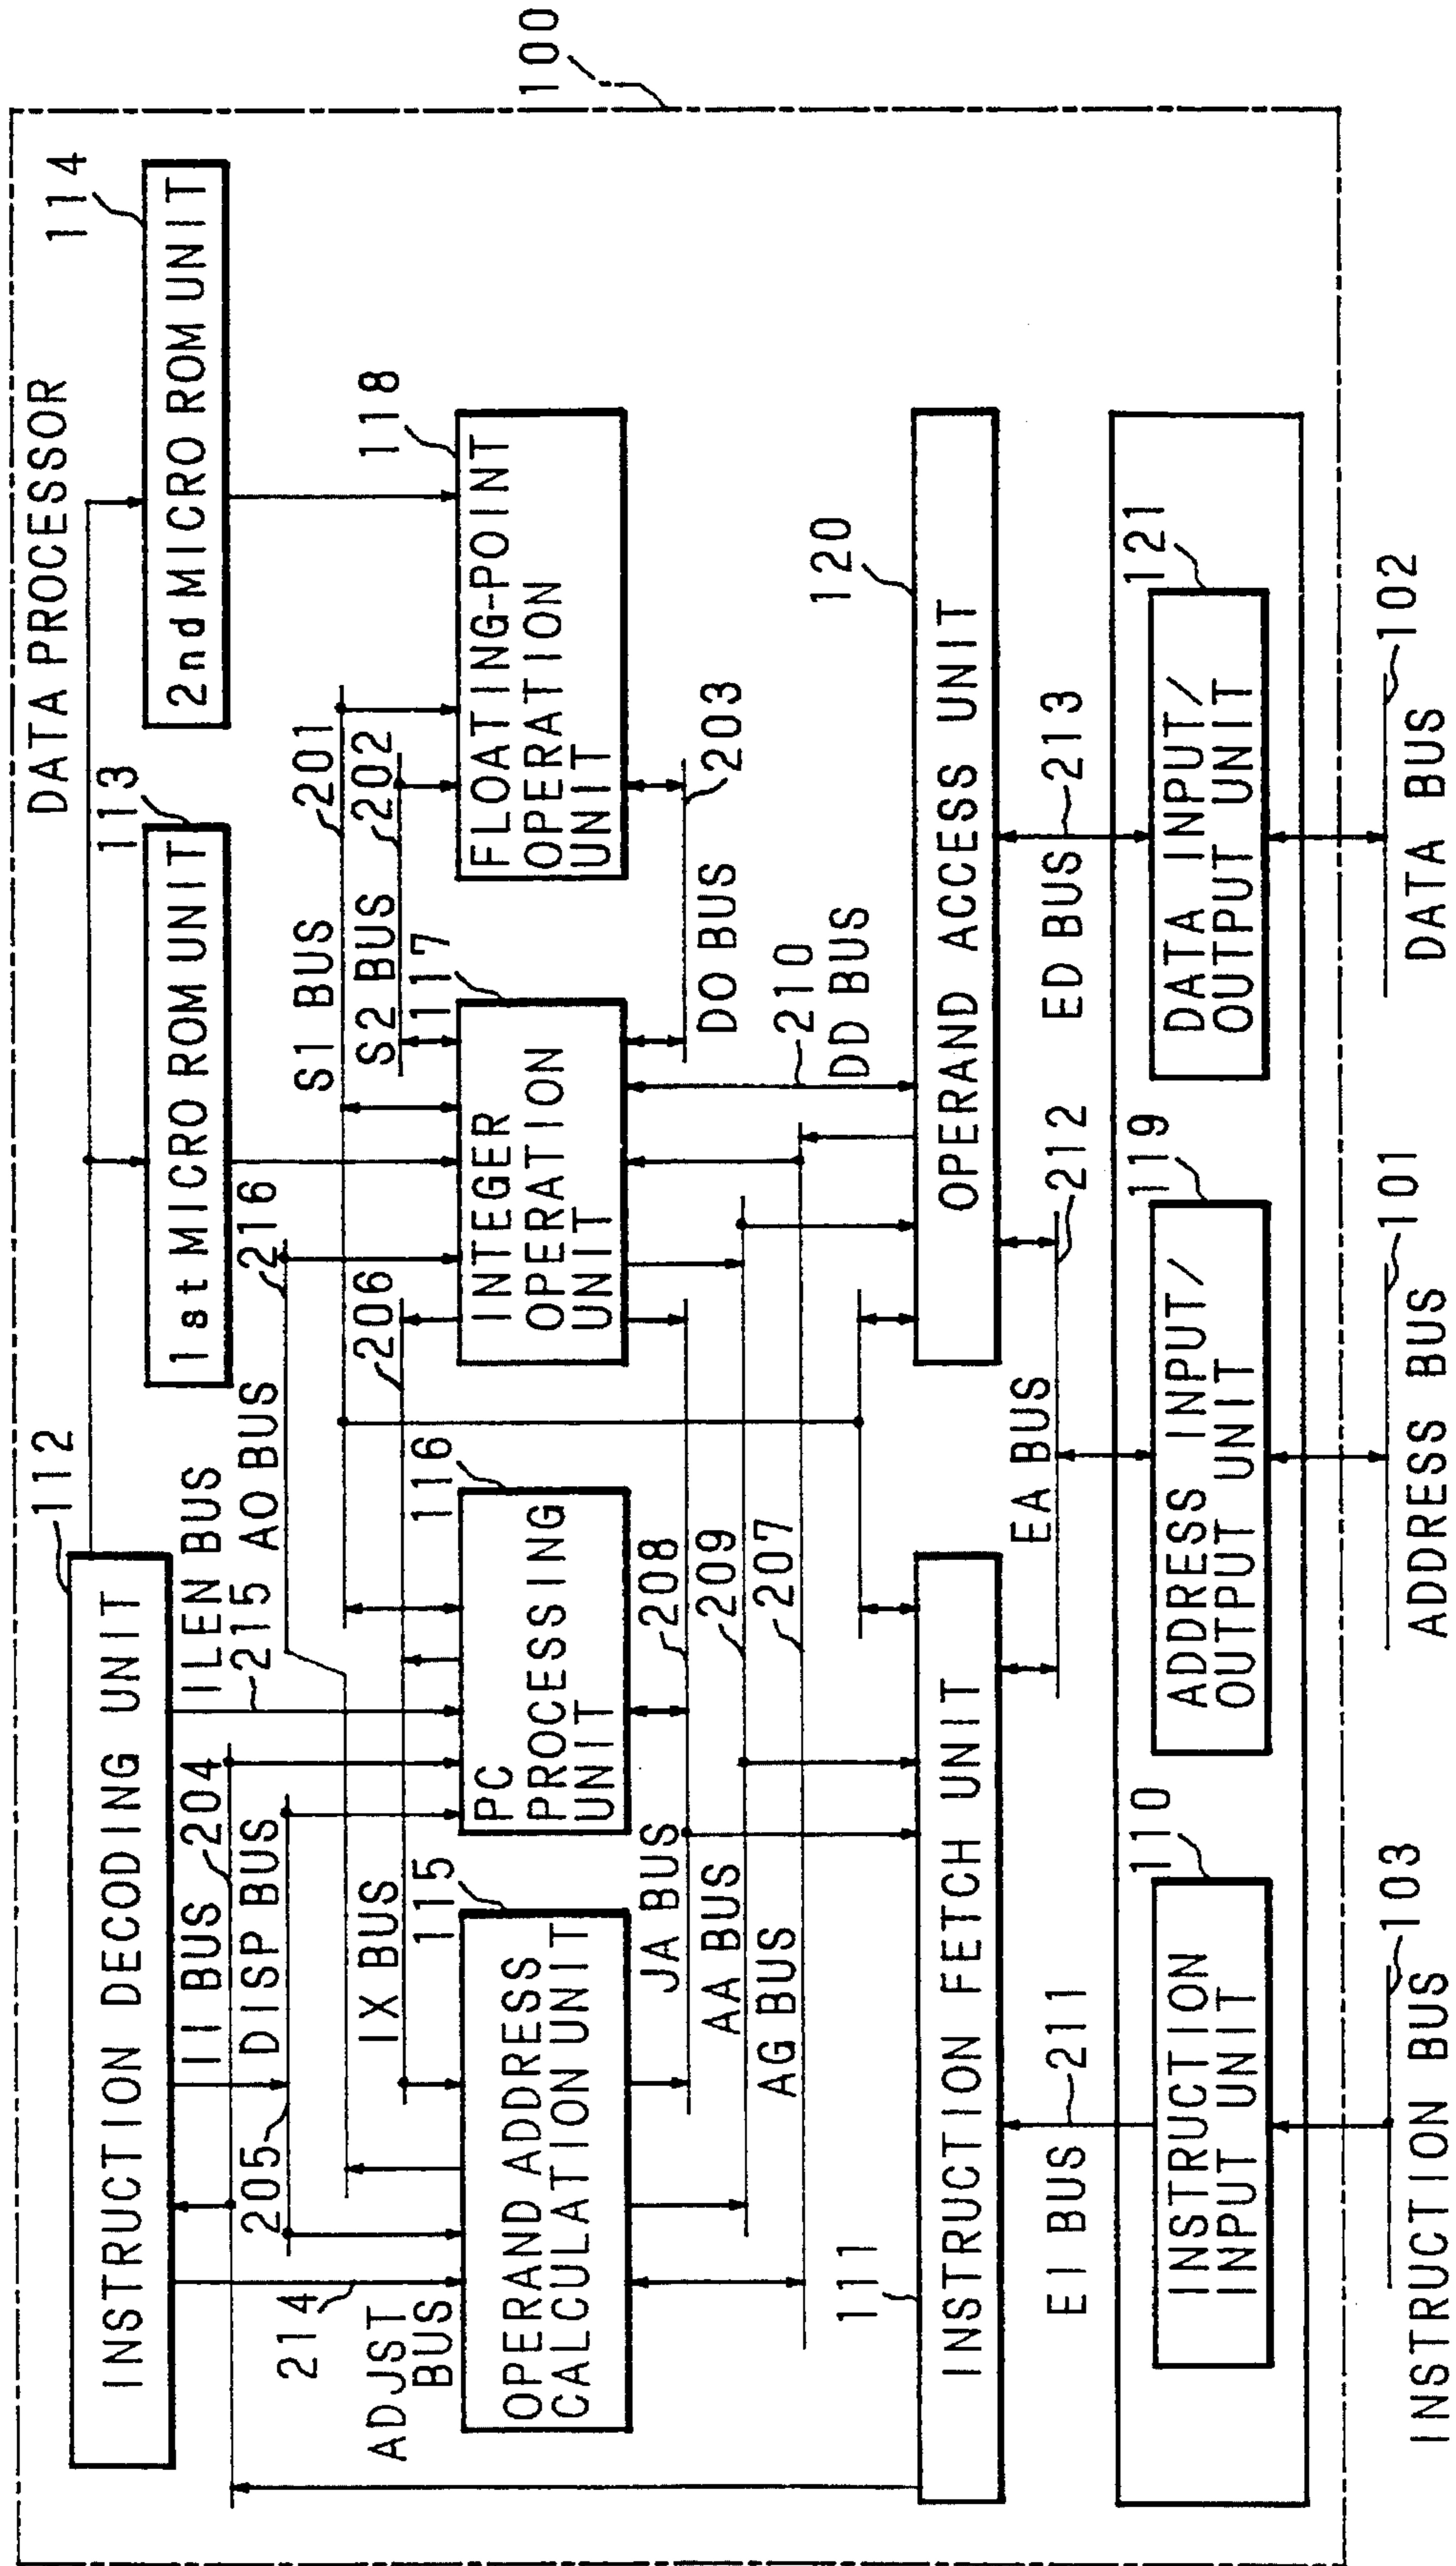 100
DATA PROCESSOR
112
113
114
INSTRUCTION DECODING UNIT
1st MICRO ROM UNIT
2nd MICRO ROM UNIT
II BUS
204
ILEN BUS
215
AO BUS
216
205
DISP BUS
S1 BUS
201
214
ADJST
BUS
IX BUS
206
S2 BUS
202
115
116
117
118
OPERAND ADDRESS
CALCULATION UNIT
PC
PROCESSING
UNIT
INTEGER
OPERATION
UNIT
FLOATING-POINT
OPERATION
UNIT
JA BUS
208
DO BUS
203
AA BUS
209
AG BUS
207
210
DD BUS
111
120
INSTRUCTION FETCH UNIT
OPERAND ACCESS UNIT
EI BUS
211
EA BUS
212
ED BUS
213
110
119
121
INSTRUCTION
INPUT UNIT
ADDRESS INPUT/
OUTPUT UNIT
DATA INPUT/
OUTPUT UNIT
103
101
102
INSTRUCTION BUS
ADDRESS BUS
DATA BUS